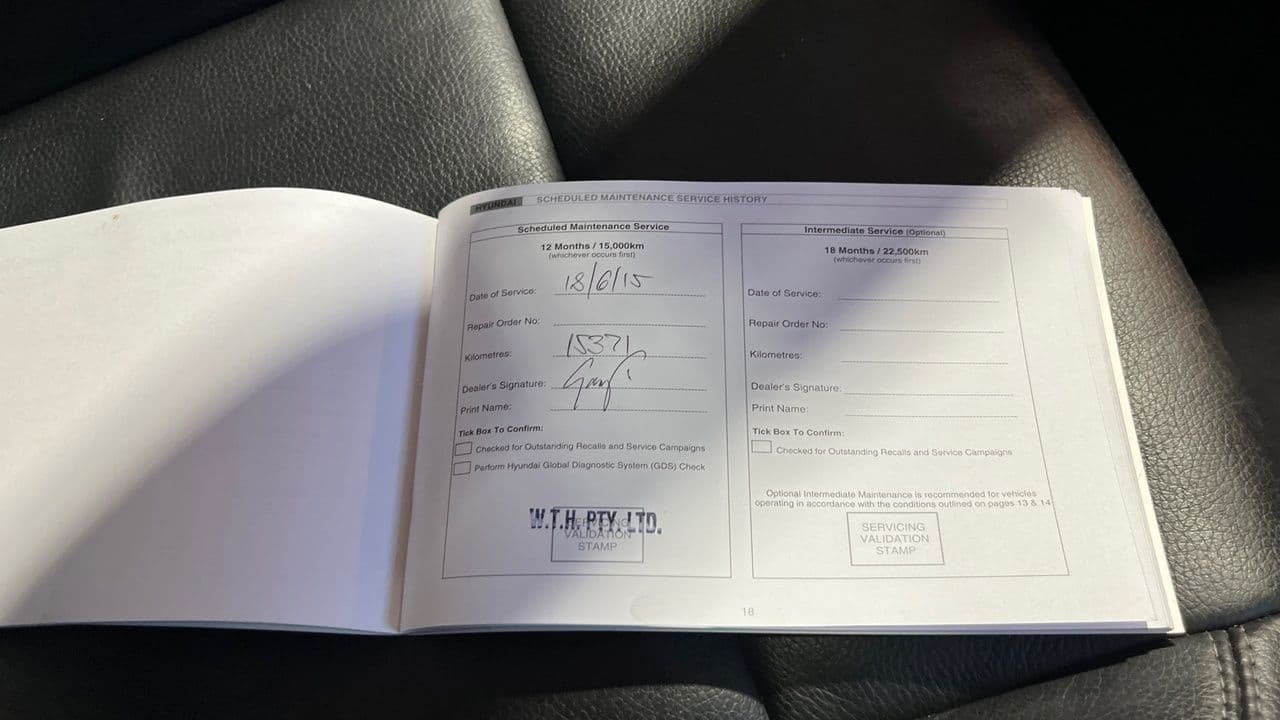 HYUNDAI SCHEDULED MAINTENANCE SERVICE HISTORY
Scheduled Maintenance Service
12 Months / 15,000km
(whichever occurs first)
Date of Service: 18/6/15
Repair Order No:
Kilometres: 15371
Dealer's Signature:
Print Name:
Tick Box To Confirm:
Checked for Outstanding Recalls and Service Campaigns
Perform Hyundai Global Diagnostic System (GDS) Check
W.T.H. PTY. LTD.
SERVICING
VALIDATION
STAMP
Intermediate Service (Optional)
18 Months / 22,500km
(whichever occurs first)
Date of Service:
Repair Order No:
Kilometres:
Dealer's Signature:
Print Name:
Tick Box To Confirm:
Checked for Outstanding Recalls and Service Campaigns
Optional Intermediate Maintenance is recommended for vehicles
operating in accordance with the conditions outlined on pages 13 & 14
SERVICING
VALIDATION
STAMP
18